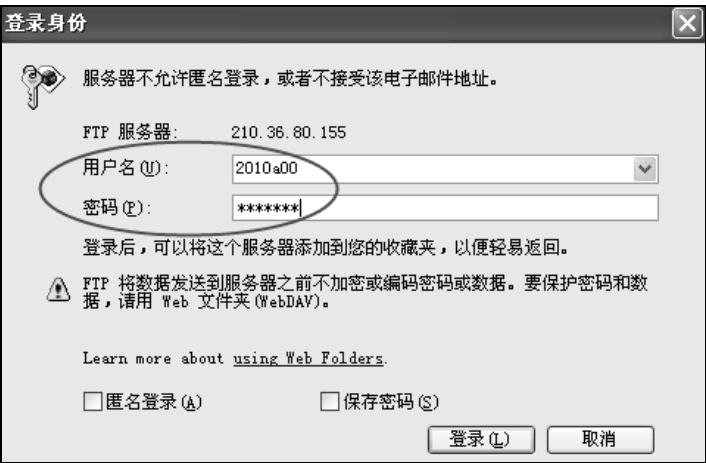 登录身份
服务器不允许匿名登录，或者不接受该电子邮件地址。
FTP 服务器: 210.36.80.155
用户名(U): 2010a00
密码(P): *******
登录后，可以将这个服务器添加到您的收藏夹，以便轻易返回。
FTP 将数据发送到服务器之前不加密或编码密码或数据。要保护密码和数
据，请用 Web 文件夹(WebDAV)。
Learn more about using Web Folders.
匿名登录(A) 保存密码(S)
登录(L) 取消